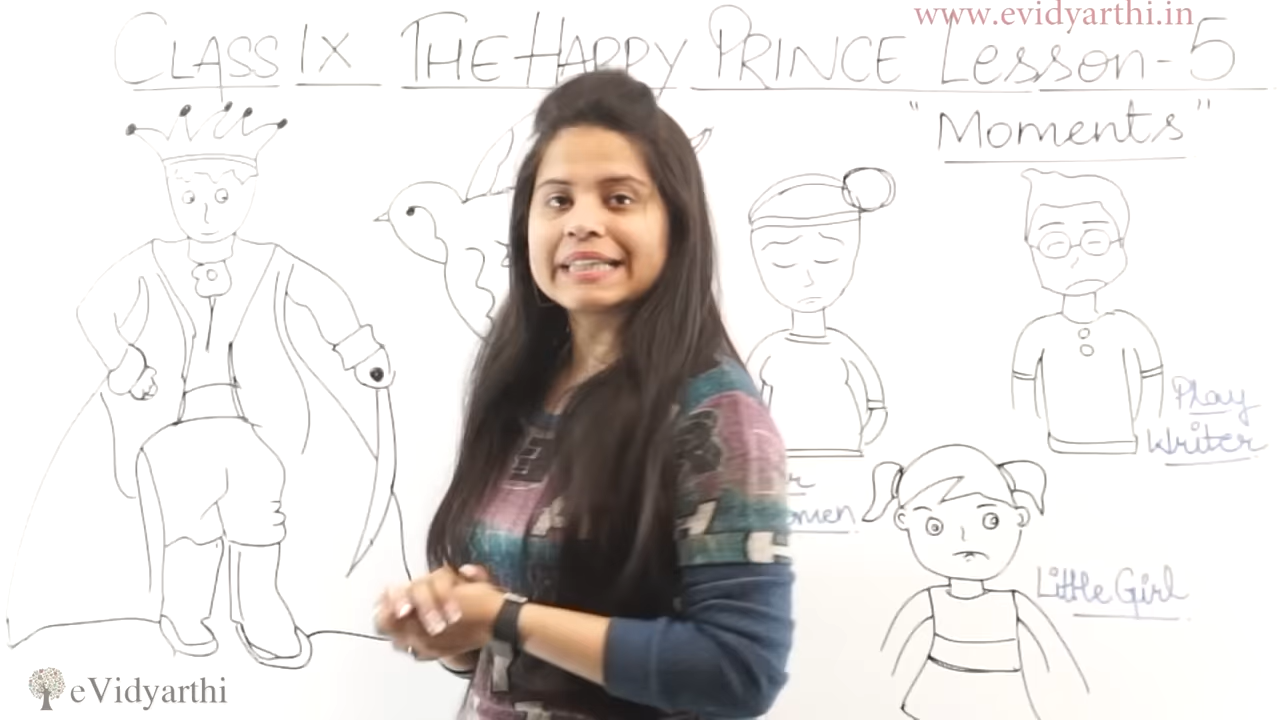 www.evidyarthi.in
CLASS IX THE HAPPY PRINCE Lesson-5
"Moments"
Play
Writer
Little Girl
eVidyarthi